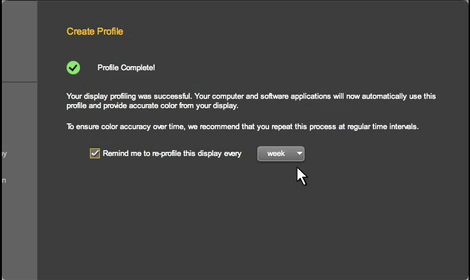 Create Profile
Profile Complete!
Your display profiling was successful. Your computer and software applications will now automatically use this
profile and provide accurate color from your display.
To ensure color accuracy over time, we recommend that you repeat this process at regular time intervals.
Remind me to re-profile this display every week